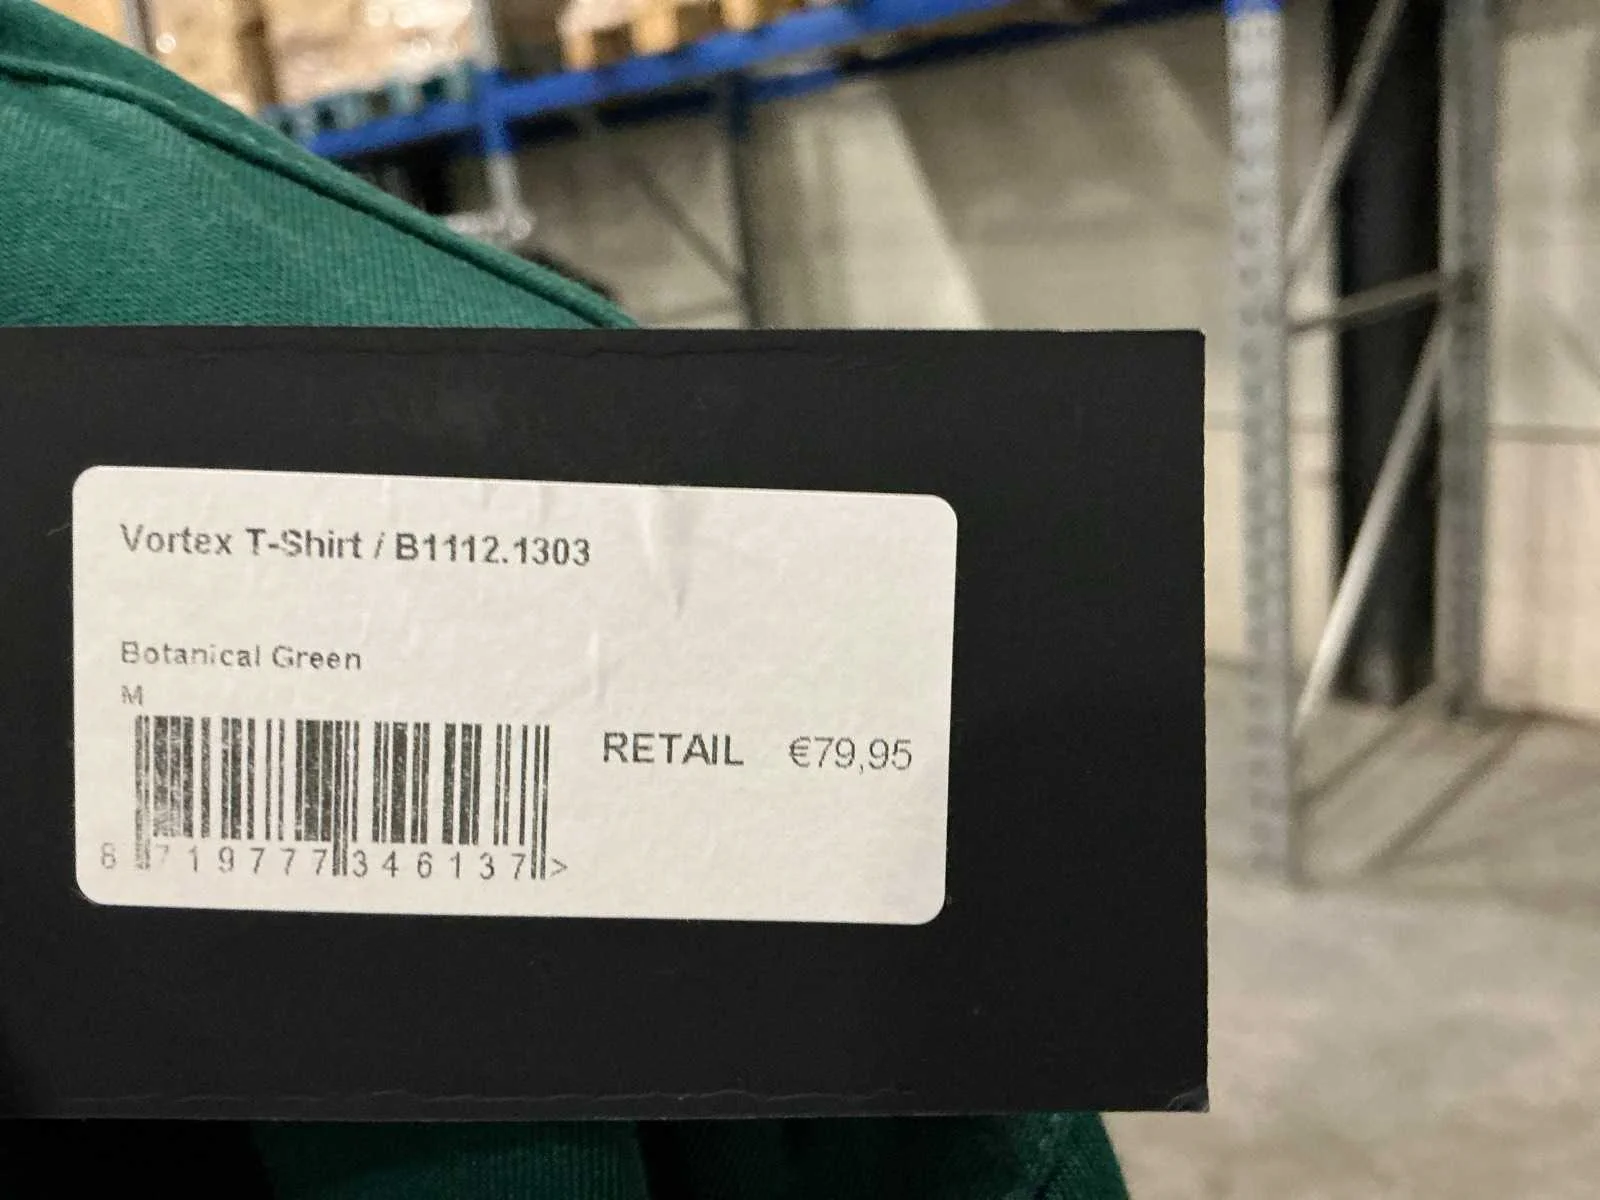 Vortex T-Shirt / B1112.1303
Botanical Green
M
RETAIL €79,95
8 719777 346137 >